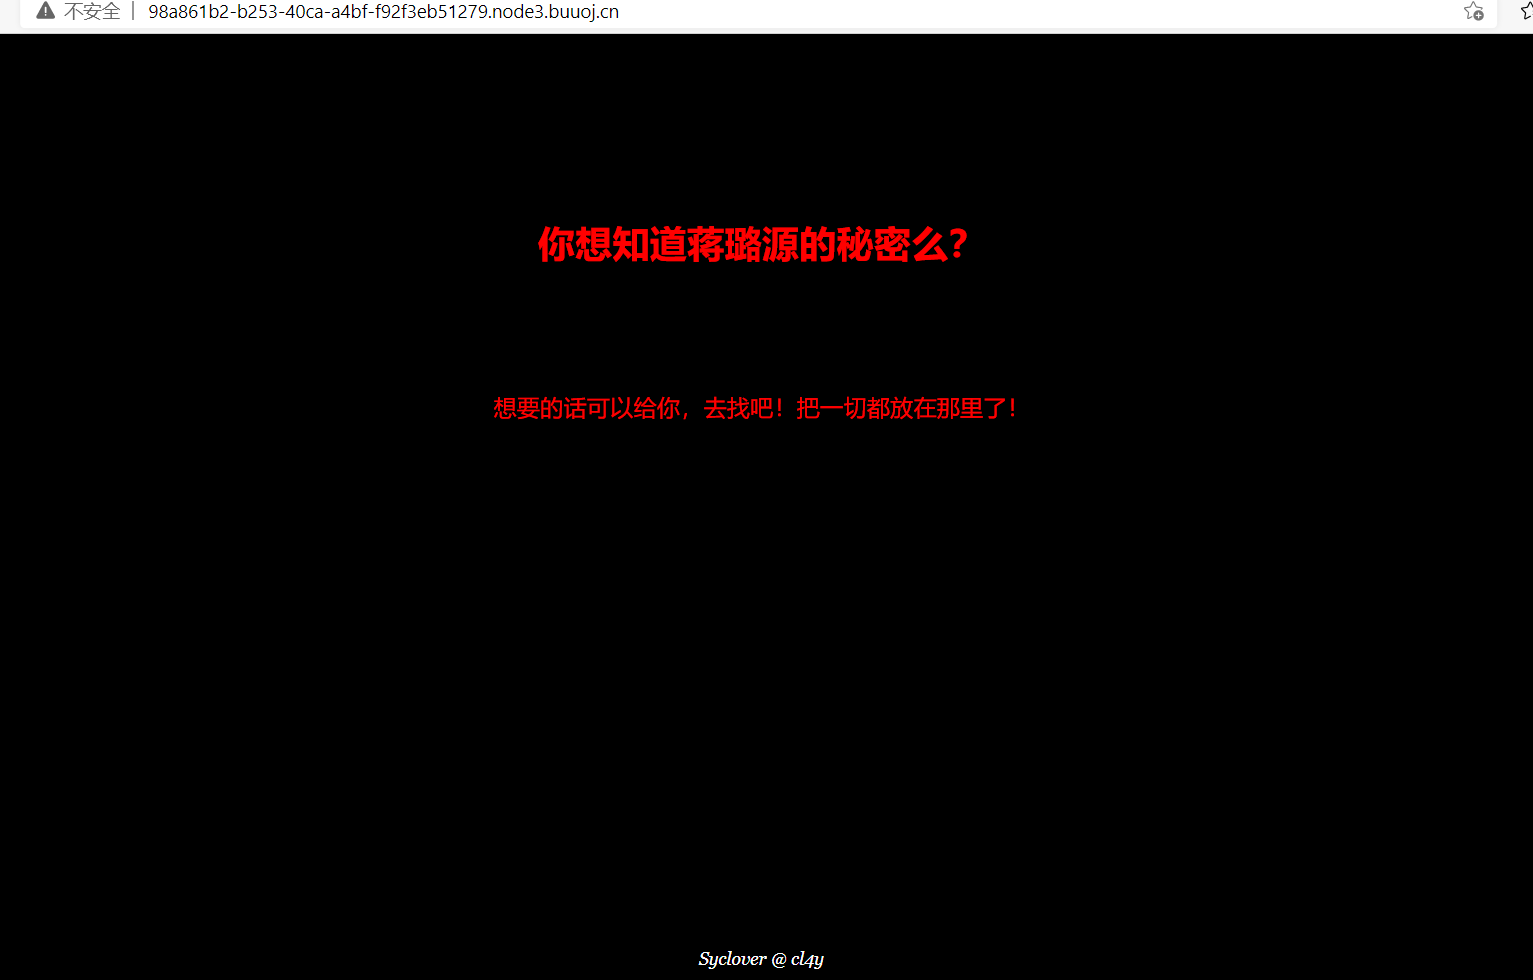 不安全 98a861b2-b253-40ca-a4bf-f92f3eb51279.node3.buuoj.cn
你想知道蒋璐源的秘密么？
想要的话可以给你，去找吧！把一切都放在那里了！
Syclover @ cl4y